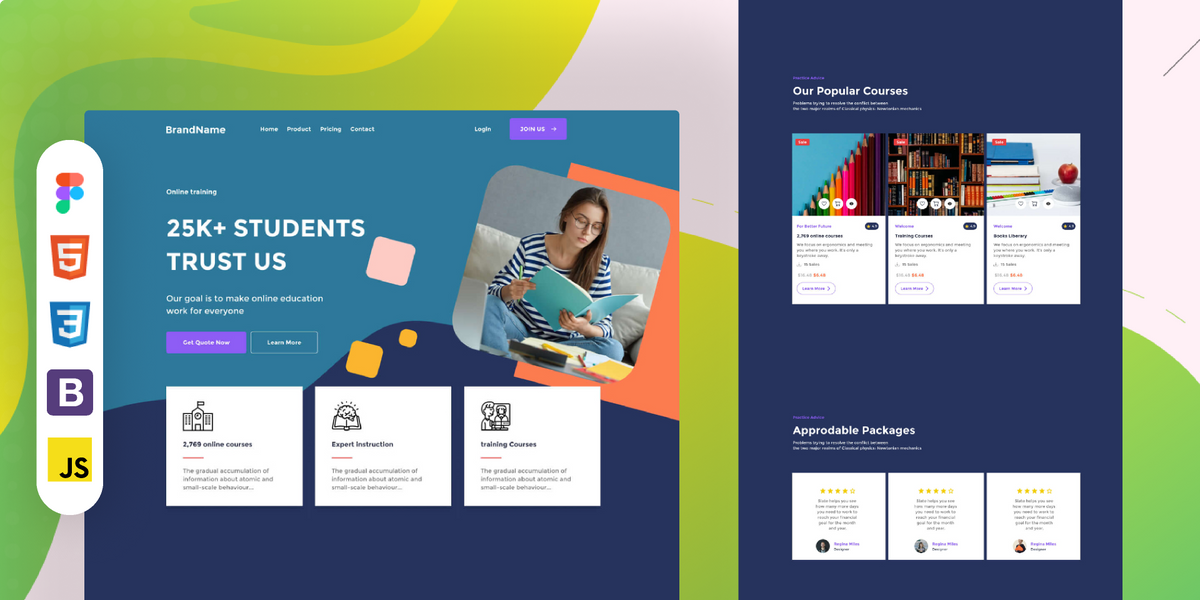 BrandName
Home Product Pricing Contact
Login
JOIN US
Online training
25K+ STUDENTS
TRUST US
Our goal is to make online education
work for everyone
Get Quote Now
Learn More
2,769 online courses
The gradual accumulation of
information about atomic and
small-scale behaviour...
Expert instruction
The gradual accumulation of
information about atomic and
small-scale behaviour...
training Courses
The gradual accumulation of
information about atomic and
small-scale behaviour...
5
3
B
JS
Practice Advice
Our Popular Courses
Problems trying to resolve the conflict between
the two major realms of Classical physics: Newtonian mechanics
Sale
For Better Future
4.9
2,769 online courses
We focus on ergonomics and meeting
you where you work. It's only a
keystroke away.
15 Sales
$16.48 $6.48
Learn More
Sale
Welcome
4.9
Training Courses
We focus on ergonomics and meeting
you where you work. It's only a
keystroke away.
15 Sales
$16.48 $6.48
Learn More
Sale
Welcome
4.9
Books Literary
We focus on ergonomics and meeting
you where you work. It's only a
keystroke away.
15 Sales
$16.48 $6.48
Learn More
Practice Advice
Approdable Packages
Problems trying to resolve the conflict between
the two major realms of Classical physics: Newtonian mechanics
Slate helps you see
how many more days
you need to work to
reach your financial
goal for the month
and year.
Regina Miles
Designer
Slate helps you see
how many more days
you need to work to
reach your financial
goal for the month
and year.
Regina Miles
Designer
Slate helps you see
how many more days
you need to work to
reach your financial
goal for the month
and year.
Regina Miles
Designer